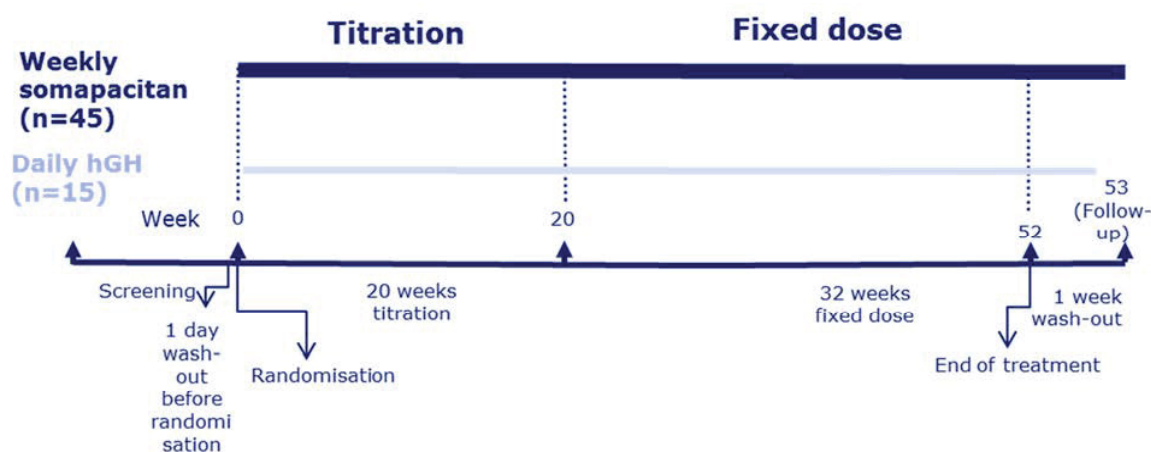 Titration
Fixed dose
Weekly
somapacitan
(n=45)
Daily hGH
(n=15)
Week
0
20
52
53
(Follow-
up)
Screening
20 weeks
titration
32 weeks
fixed dose
1 week
wash-out
1 day
wash-
out
before
randomi
sation
Randomisation
End of treatment